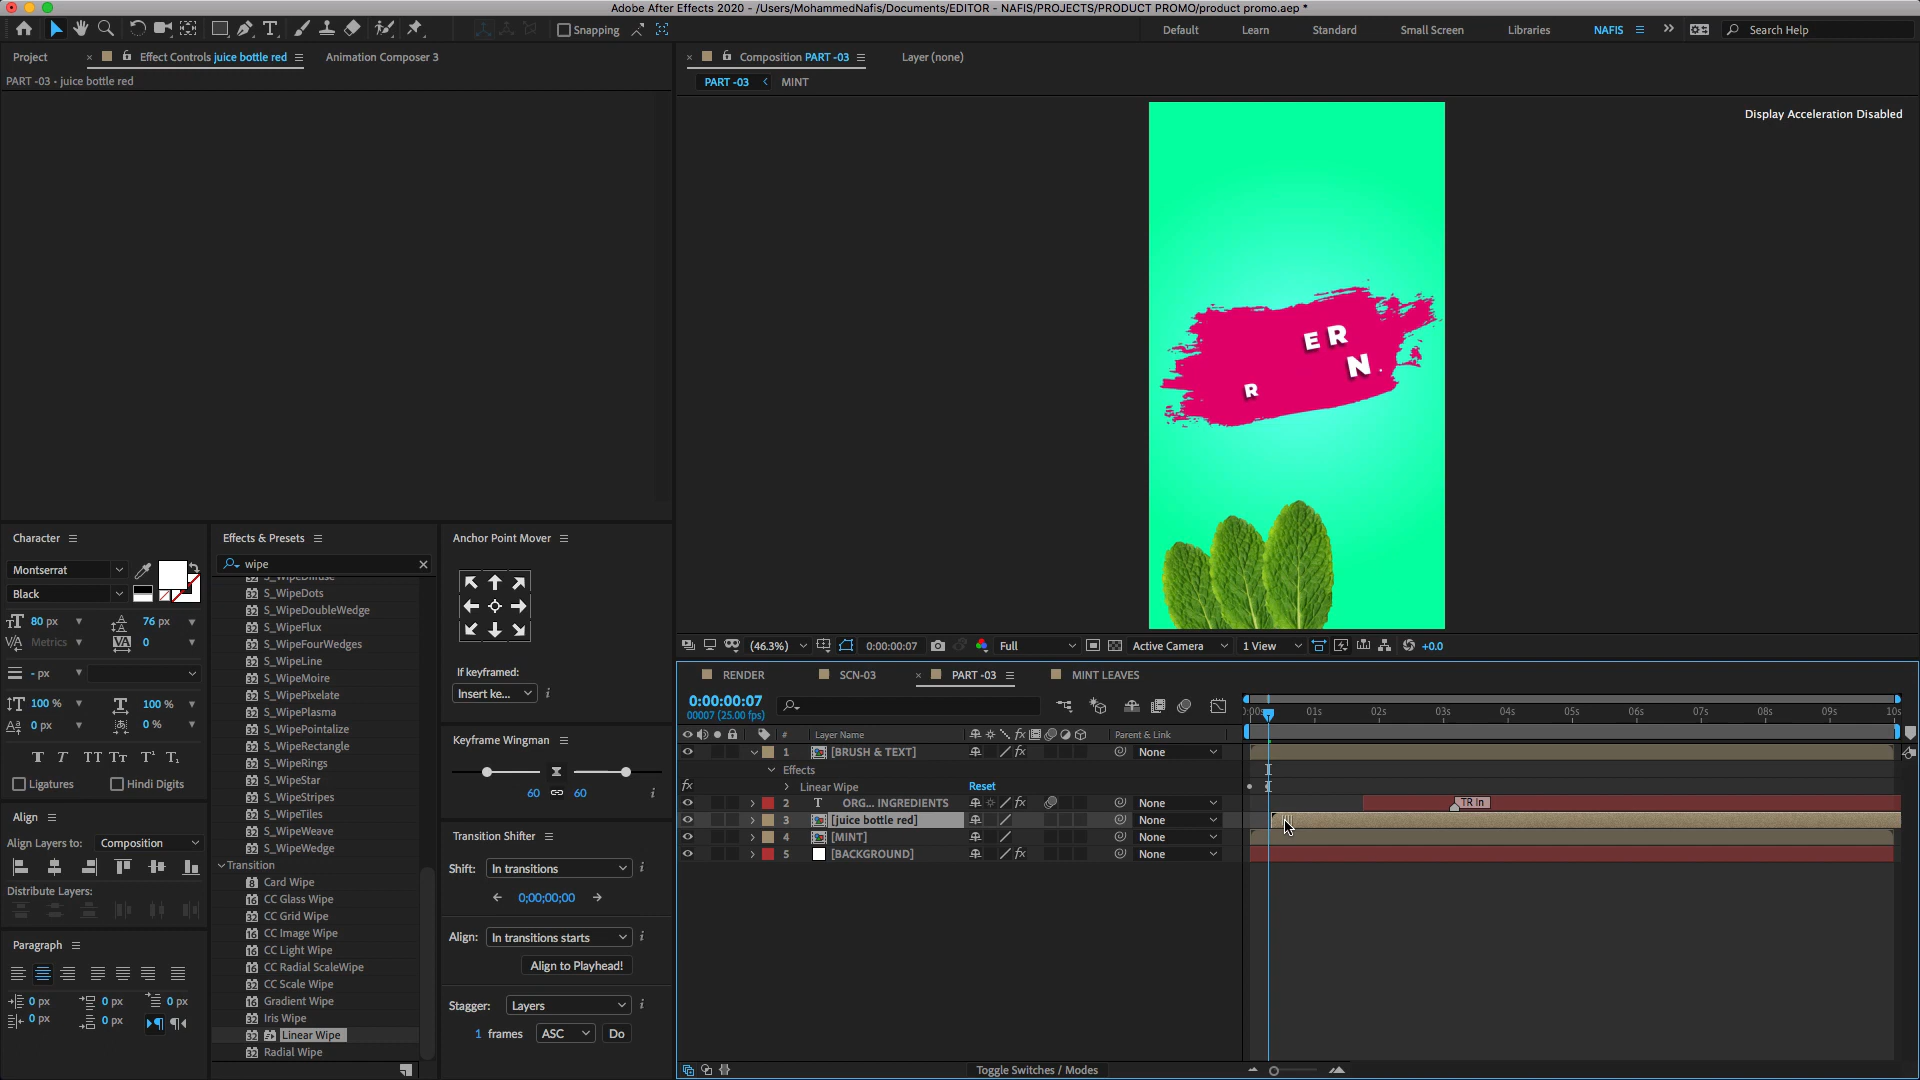 Adobe After Effects 2020 - /Users/MohammedNafis/Documents/EDITOR - NAFIS/PROJECTS/PRODUCT PROMO/product promo.aep *
Snapping
Default
Learn
Standard
Small Screen
Libraries
NAFIS
Search Help
Project
Effect Controls juice bottle red
Animation Composer 3
Composition PART -03
Layer (none)
PART -03 • juice bottle red
PART -03
MINT
Display Acceleration Disabled
E R
N .
R
(46.3%)
0:00:00:07
Full
Active Camera
1 View
+0.0
Character
Montserrat
Black
80 px
76 px
Metrics
0
- px
100 %
100 %
0 px
0 %
T T TT Tт T¹ T₁
Ligatures
Hindi Digits
Align
Align Layers to: Composition
Distribute Layers:
Paragraph
0 px
0 px
0 px
0 px
0 px
Effects & Presets
wipe
S_WipeDiffuse
S_WipeDots
S_WipeDoubleWedge
S_WipeFlux
S_WipeFourWedges
S_WipeLine
S_WipeMoire
S_WipePixelate
S_WipePlasma
S_WipePointalize
S_WipeRectangle
S_WipeRings
S_WipeStar
S_WipeStripes
S_WipeTiles
S_WipeWeave
S_WipeWedge
Transition
Card Wipe
CC Glass Wipe
CC Grid Wipe
CC Image Wipe
CC Light Wipe
CC Radial ScaleWipe
CC Scale Wipe
Gradient Wipe
Iris Wipe
Linear Wipe
Radial Wipe
Anchor Point Mover
If keyframed:
Insert ke...
Keyframe Wingman
60
60
Transition Shifter
Shift: In transitions
0;00;00;00
Align: In transitions starts
Align to Playhead!
Stagger: Layers
1 frames ASC Do
RENDER
SCN-03
PART -03
MINT LEAVES
0:00:00:07
00007 (25.00 fps)
:00s 01s 02s 03s 04s 05s 06s 07s 08s 09s 10s
# Layer Name
Parent & Link
1 [BRUSH & TEXT] None
Effects
fx Linear Wipe Reset
2 T ORG... INGREDIENTS None
TR In
3 [juice bottle red] None
4 [MINT] None
5 [BACKGROUND] None
Toggle Switches / Modes